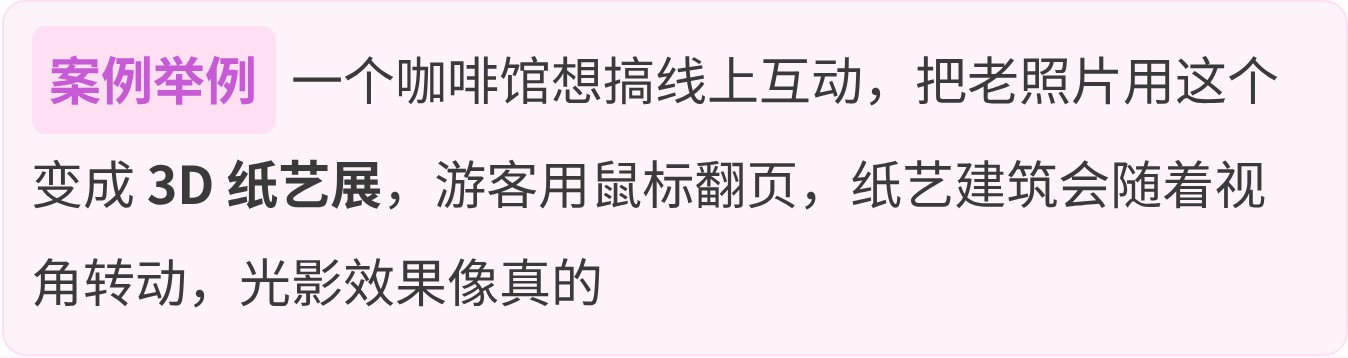 案例举例 一个咖啡馆想搞线上互动，把老照片用这个
变成 3D 纸艺展，游客用鼠标翻页，纸艺建筑会随着视
角转动，光影效果像真的